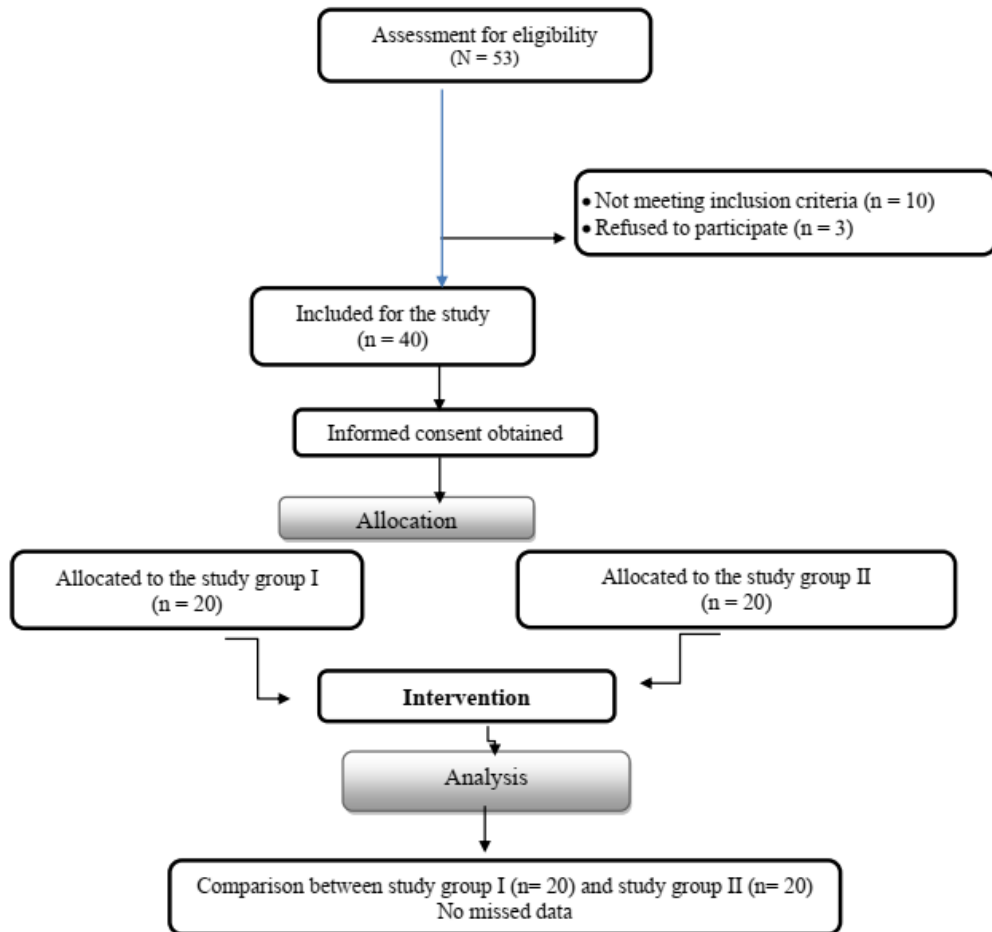 Assessment for eligibility
(N = 53)
• Not meeting inclusion criteria (n = 10)
• Refused to participate (n = 3)
Included for the study
(n = 40)
Informed consent obtained
Allocation
Allocated to the study group I
(n = 20)
Allocated to the study group II
(n = 20)
Intervention
Analysis
Comparison between study group I (n= 20) and study group II (n= 20)
No missed data